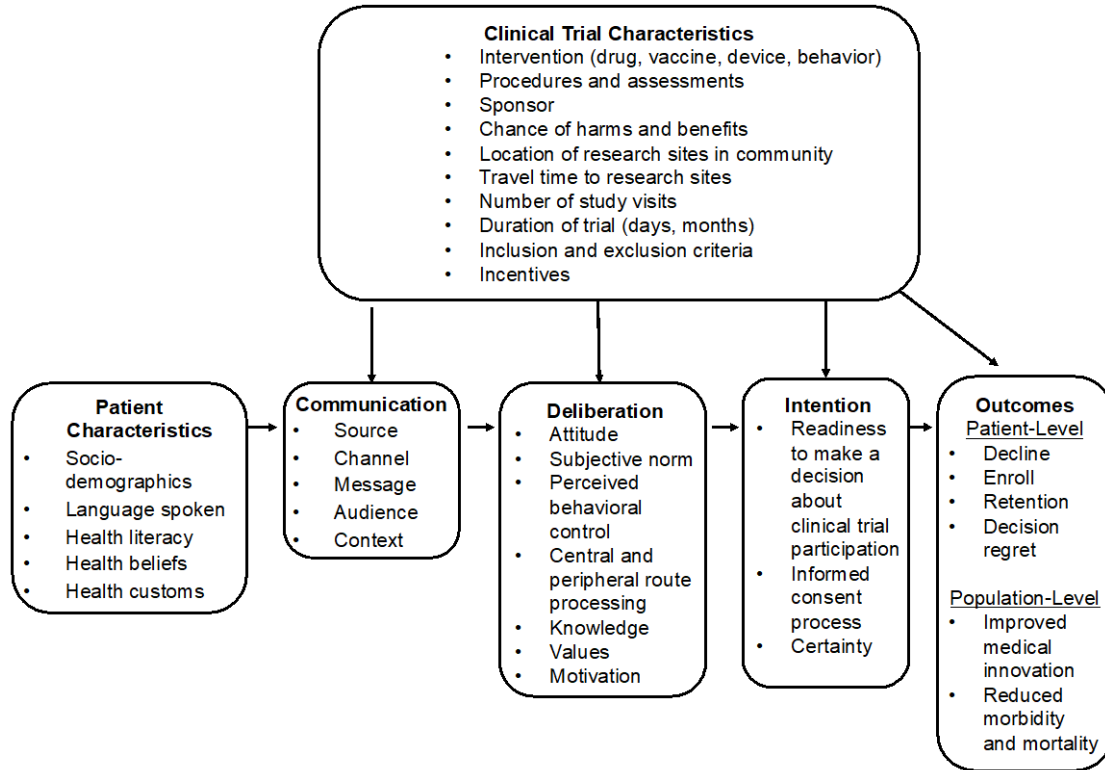 Clinical Trial Characteristics
• Intervention (drug, vaccine, device, behavior)
• Procedures and assessments
• Sponsor
• Chance of harms and benefits
• Location of research sites in community
• Travel time to research sites
• Number of study visits
• Duration of trial (days, months)
• Inclusion and exclusion criteria
• Incentives
Patient
Characteristics
• Socio-
demographics
• Language spoken
• Health literacy
• Health beliefs
• Health customs
Communication
• Source
• Channel
• Message
• Audience
• Context
Deliberation
• Attitude
• Subjective norm
• Perceived
behavioral
control
• Central and
peripheral route
processing
• Knowledge
• Values
• Motivation
Intention
• Readiness
to make a
decision
about
clinical trial
participation
• Informed
consent
process
• Certainty
Outcomes
Patient-Level
• Decline
• Enroll
• Retention
• Decision
regret
Population-Level
• Improved
medical
innovation
• Reduced
morbidity
and mortality